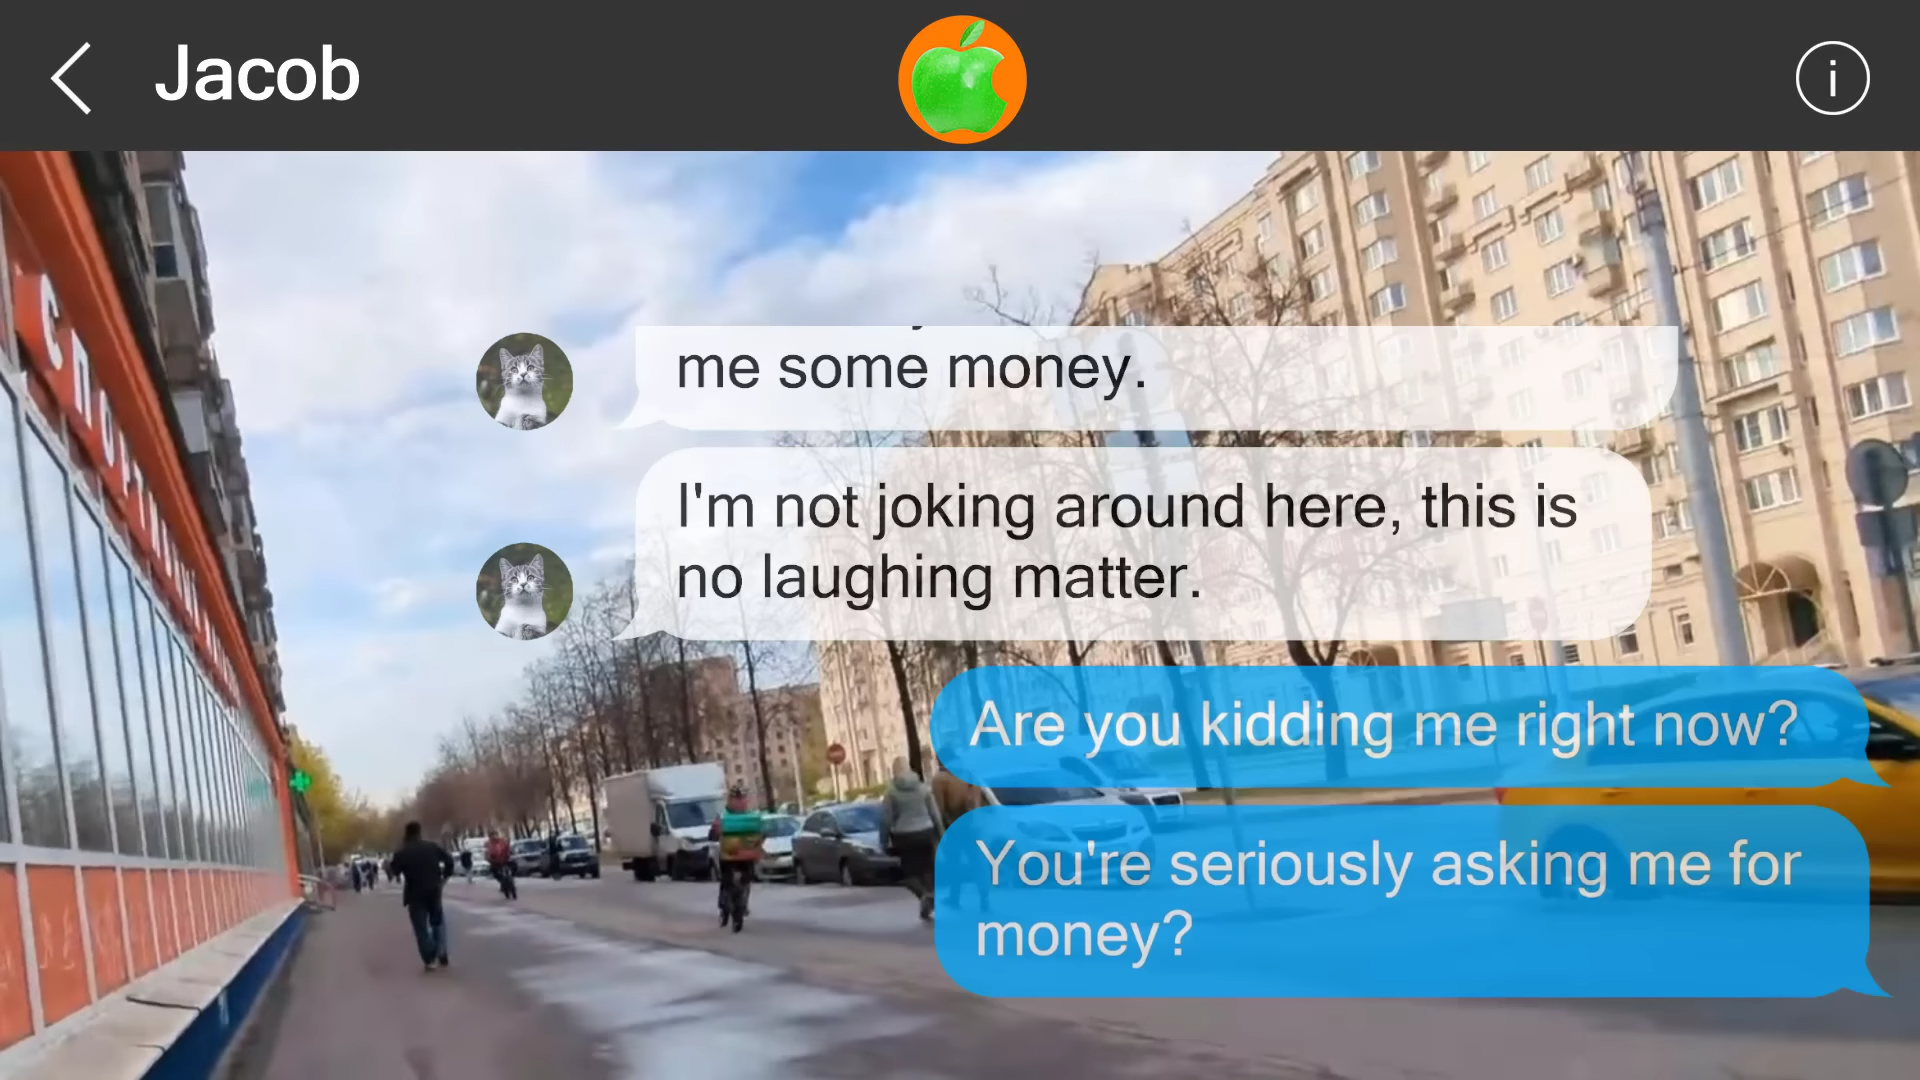 Jacob
i
me some money.
I'm not joking around here, this is
no laughing matter.
Are you kidding me right now?
You're seriously asking me for
money?